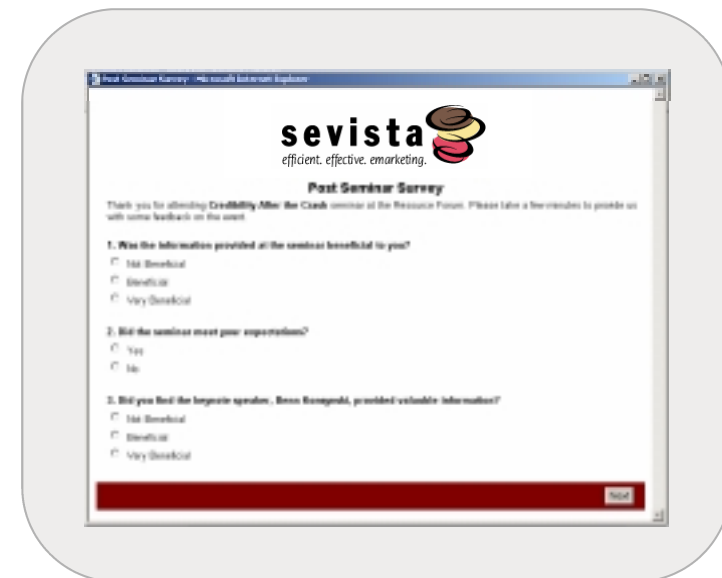 Post Seminar Survey - Microsoft Internet Explorer
sevista
efficient. effective. emarketing.
Post Seminar Survey
Thank you for attending Credibility After the Crash seminar at the Resource Forum. Please take a few minutes to provide us
with some feedback on the event.
1. Was the information provided at the seminar beneficial to you?
Not Beneficial
Beneficial
Very Beneficial
2. Did the seminar meet your expectations?
Yes
No
3. Did you find the keynote speaker, provided valuable information?
Not Beneficial
Beneficial
Very Beneficial
Next